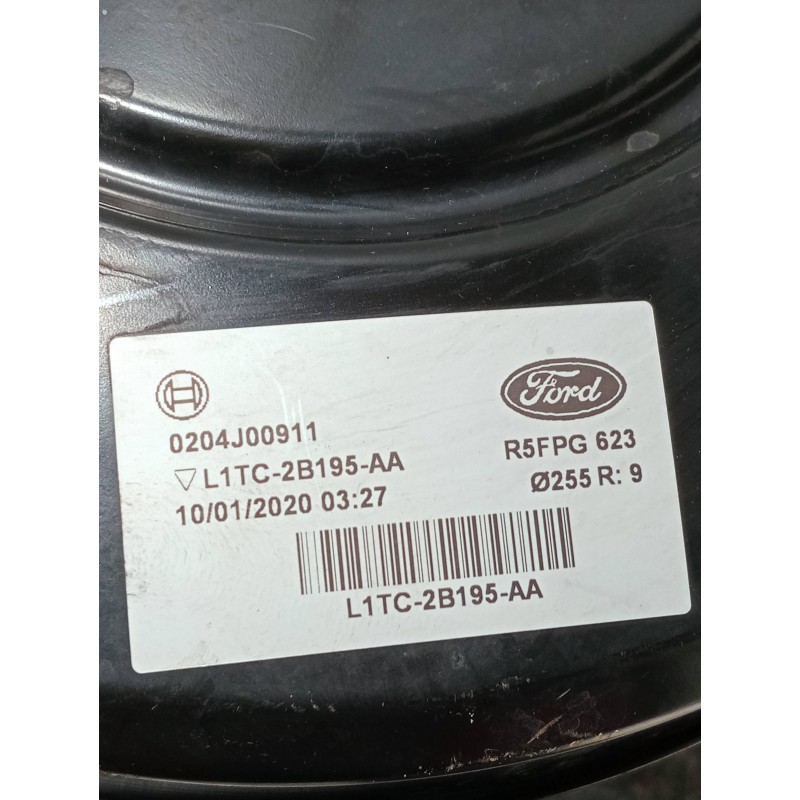 Ford
0204J00911
R5FPG 623
▽L1TC-2B195-AA
Ø255 R: 9
10/01/2020 03:27
L1TC-2B195-AA